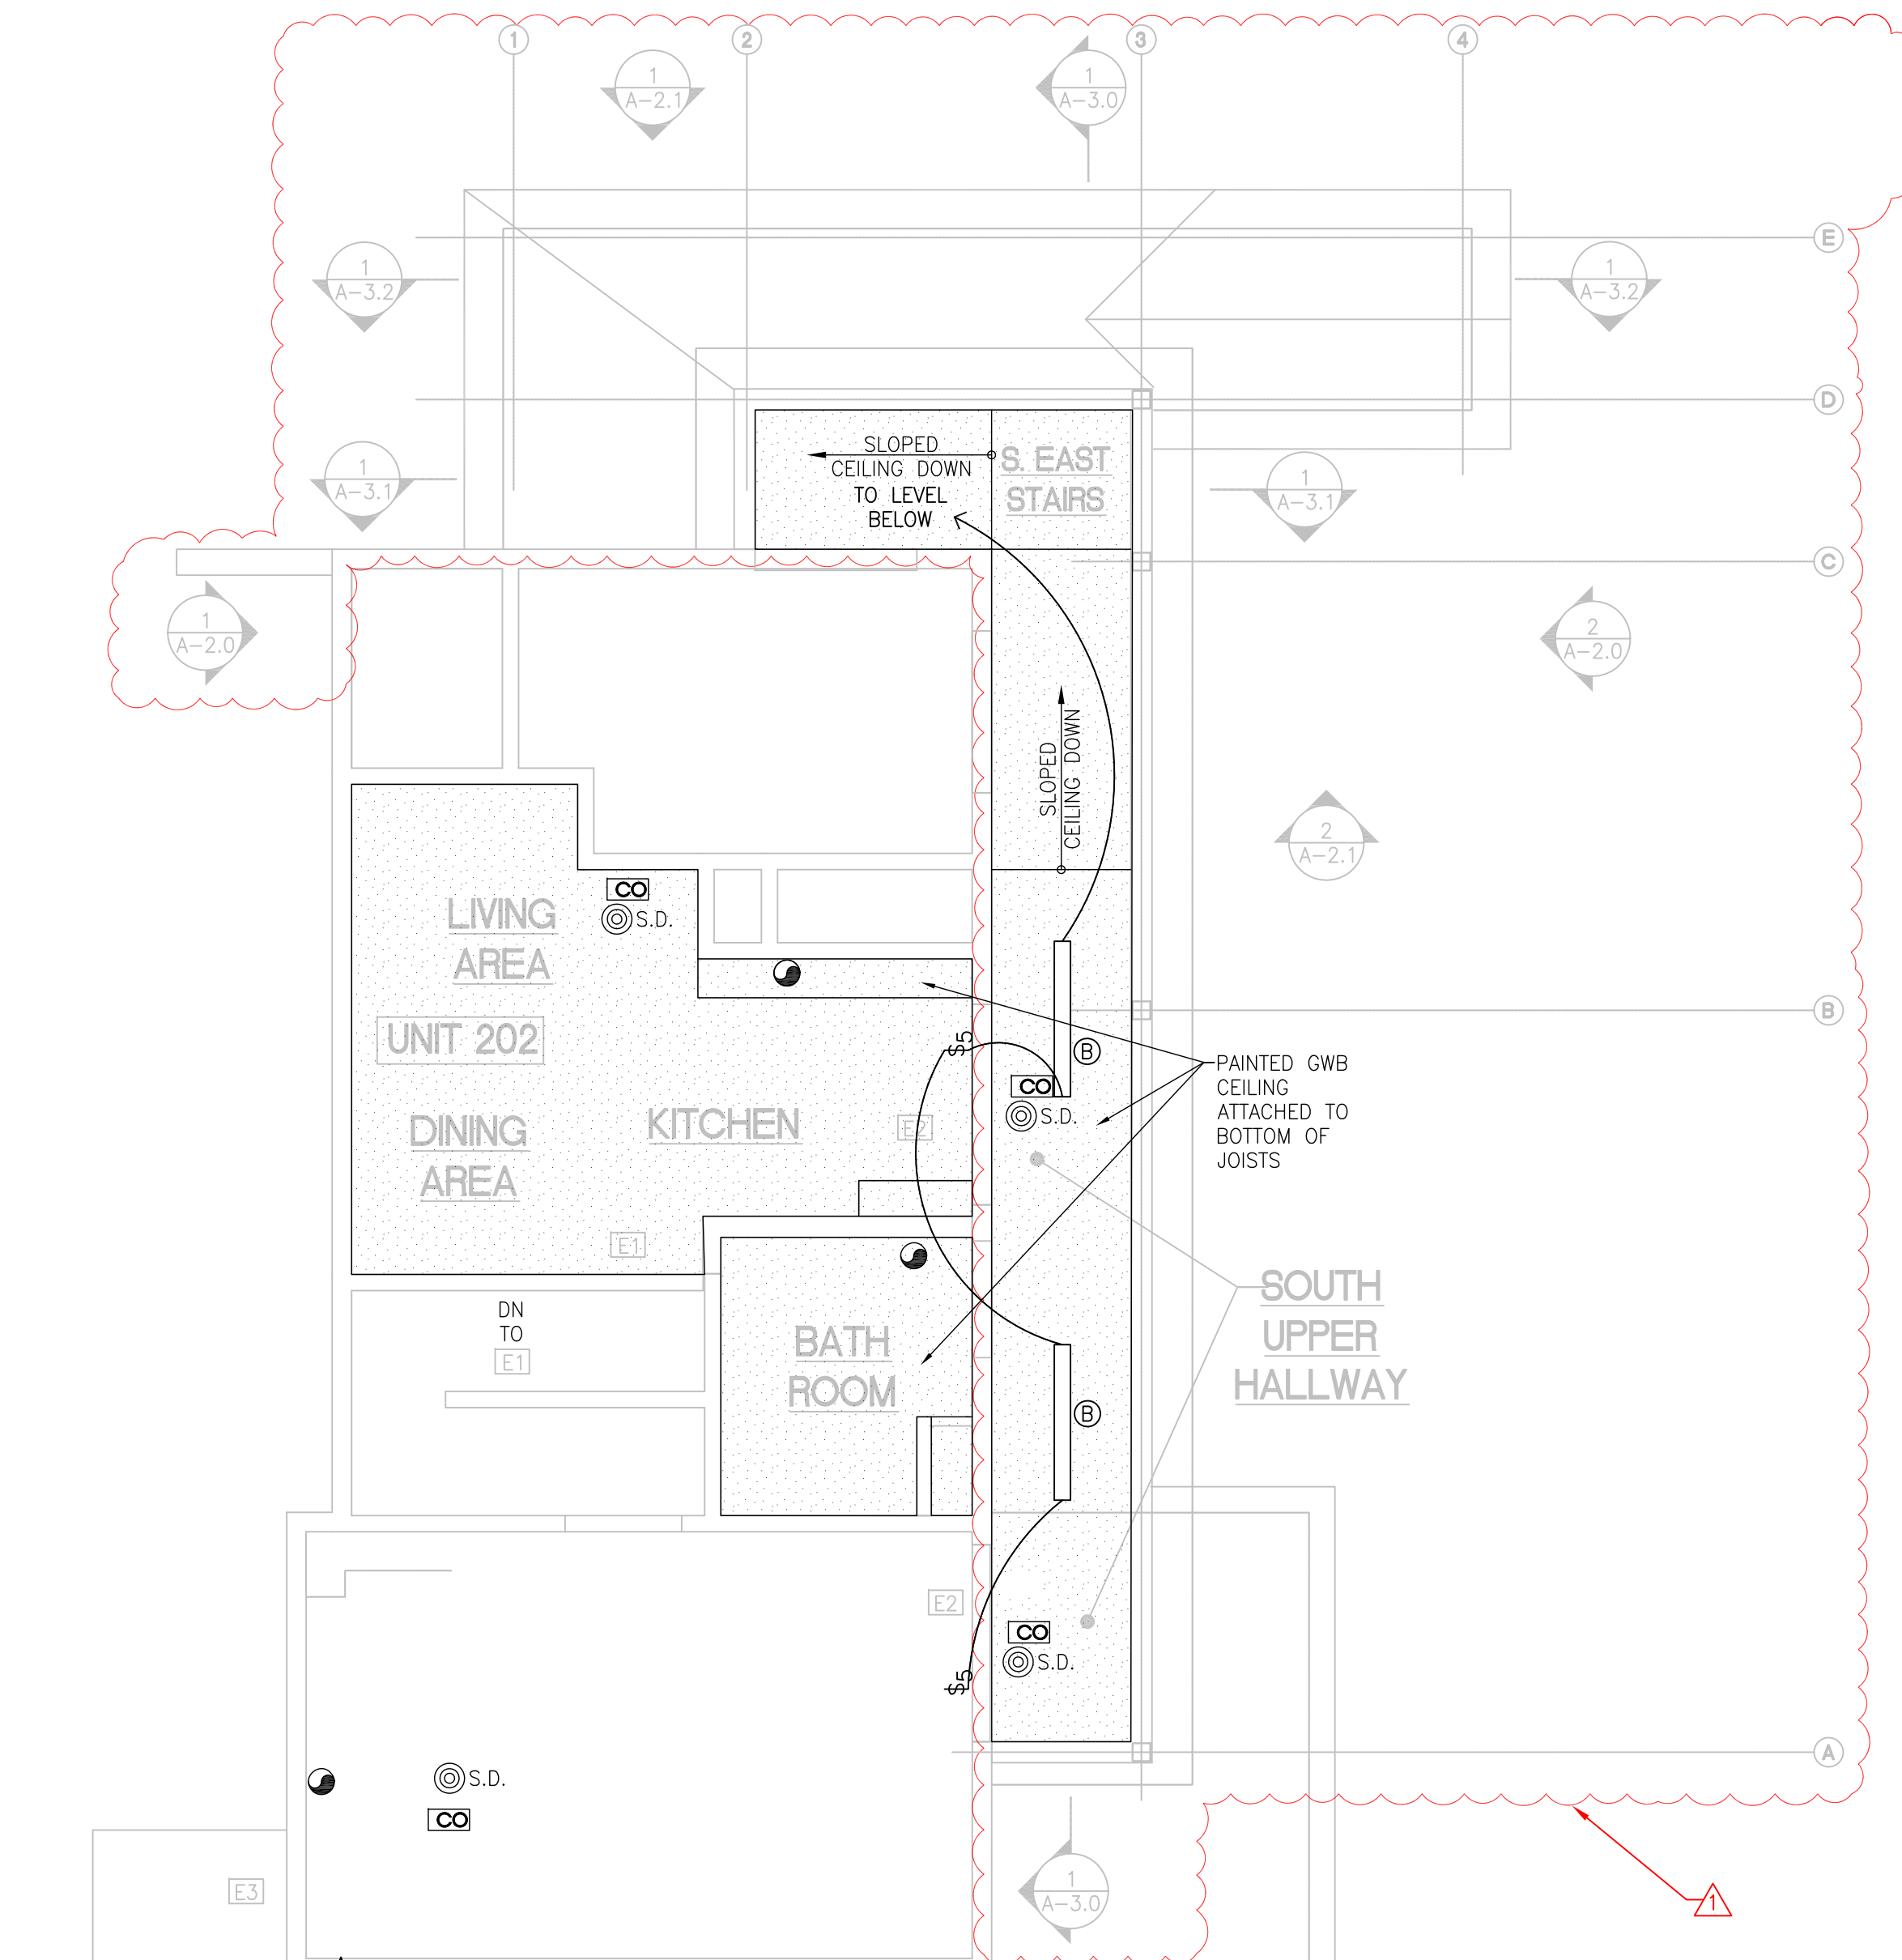 1
2
3
4
1
A-2.1
1
A-3.0
E
1
A-3.2
1
A-3.2
D
SLOPED
CEILING DOWN
TO LEVEL
BELOW
S. EAST
STAIRS
1
A-3.1
1
A-3.1
C
1
A-2.0
2
A-2.0
SLOPED
CEILING DOWN
2
A-2.1
CO
S.D.
LIVING
AREA
UNIT 202
DINING
AREA
KITCHEN
E2
E1
$5
B
CO
S.D.
B
PAINTED GWB
CEILING
ATTACHED TO
BOTTOM OF
JOISTS
DN
TO
E1
BATH
ROOM
SOUTH
UPPER
HALLWAY
B
E2
CO
S.D.
$5
A
S.D.
CO
E3
1
A-3.0
1